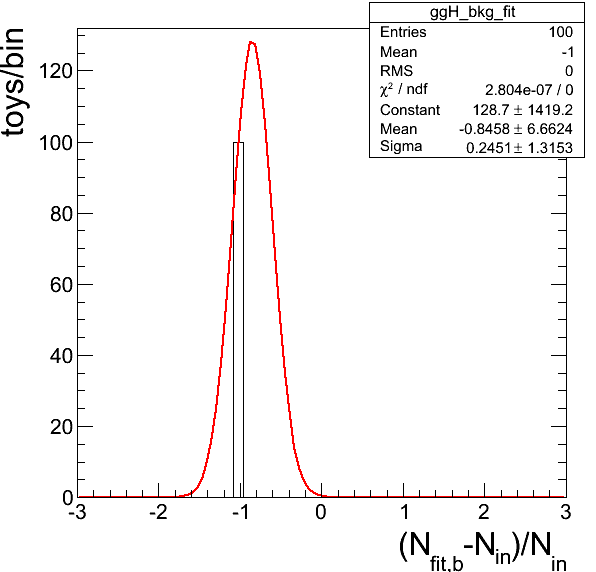 ggH_bkg_fit
Entries 100
Mean -1
RMS 0
χ² / ndf 2.804e-07 / 0
Constant 128.7 ± 1419.2
Mean -0.8458 ± 6.6624
Sigma 0.2451 ± 1.3153
toys/bin
120
100
80
60
40
20
0
-3 -2 -1 0 1 2 3
(N_fit,b-N_in)/N_in